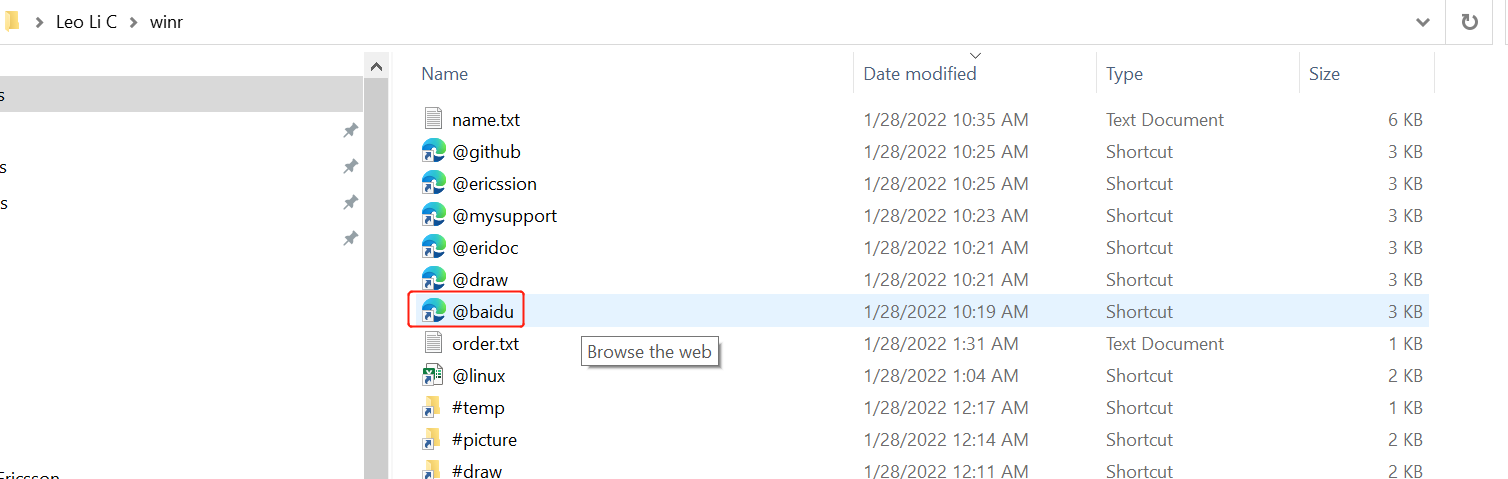 Leo Li C > winr
Name Date modified Type Size
s
name.txt 1/28/2022 10:35 AM Text Document 6 KB
@github 1/28/2022 10:25 AM Shortcut 3 KB
s
@ericssion 1/28/2022 10:25 AM Shortcut 3 KB
s
@mysupport 1/28/2022 10:23 AM Shortcut 3 KB
@eridoc 1/28/2022 10:21 AM Shortcut 3 KB
@draw 1/28/2022 10:21 AM Shortcut 3 KB
@baidu 1/28/2022 10:19 AM Shortcut 3 KB
order.txt 1/28/2022 1:31 AM Text Document 1 KB
Browse the web
@linux 1/28/2022 1:04 AM Shortcut 2 KB
#temp 1/28/2022 12:17 AM Shortcut 1 KB
#picture 1/28/2022 12:14 AM Shortcut 2 KB
#draw 1/28/2022 12:11 AM Shortcut 2 KB
Ericsson